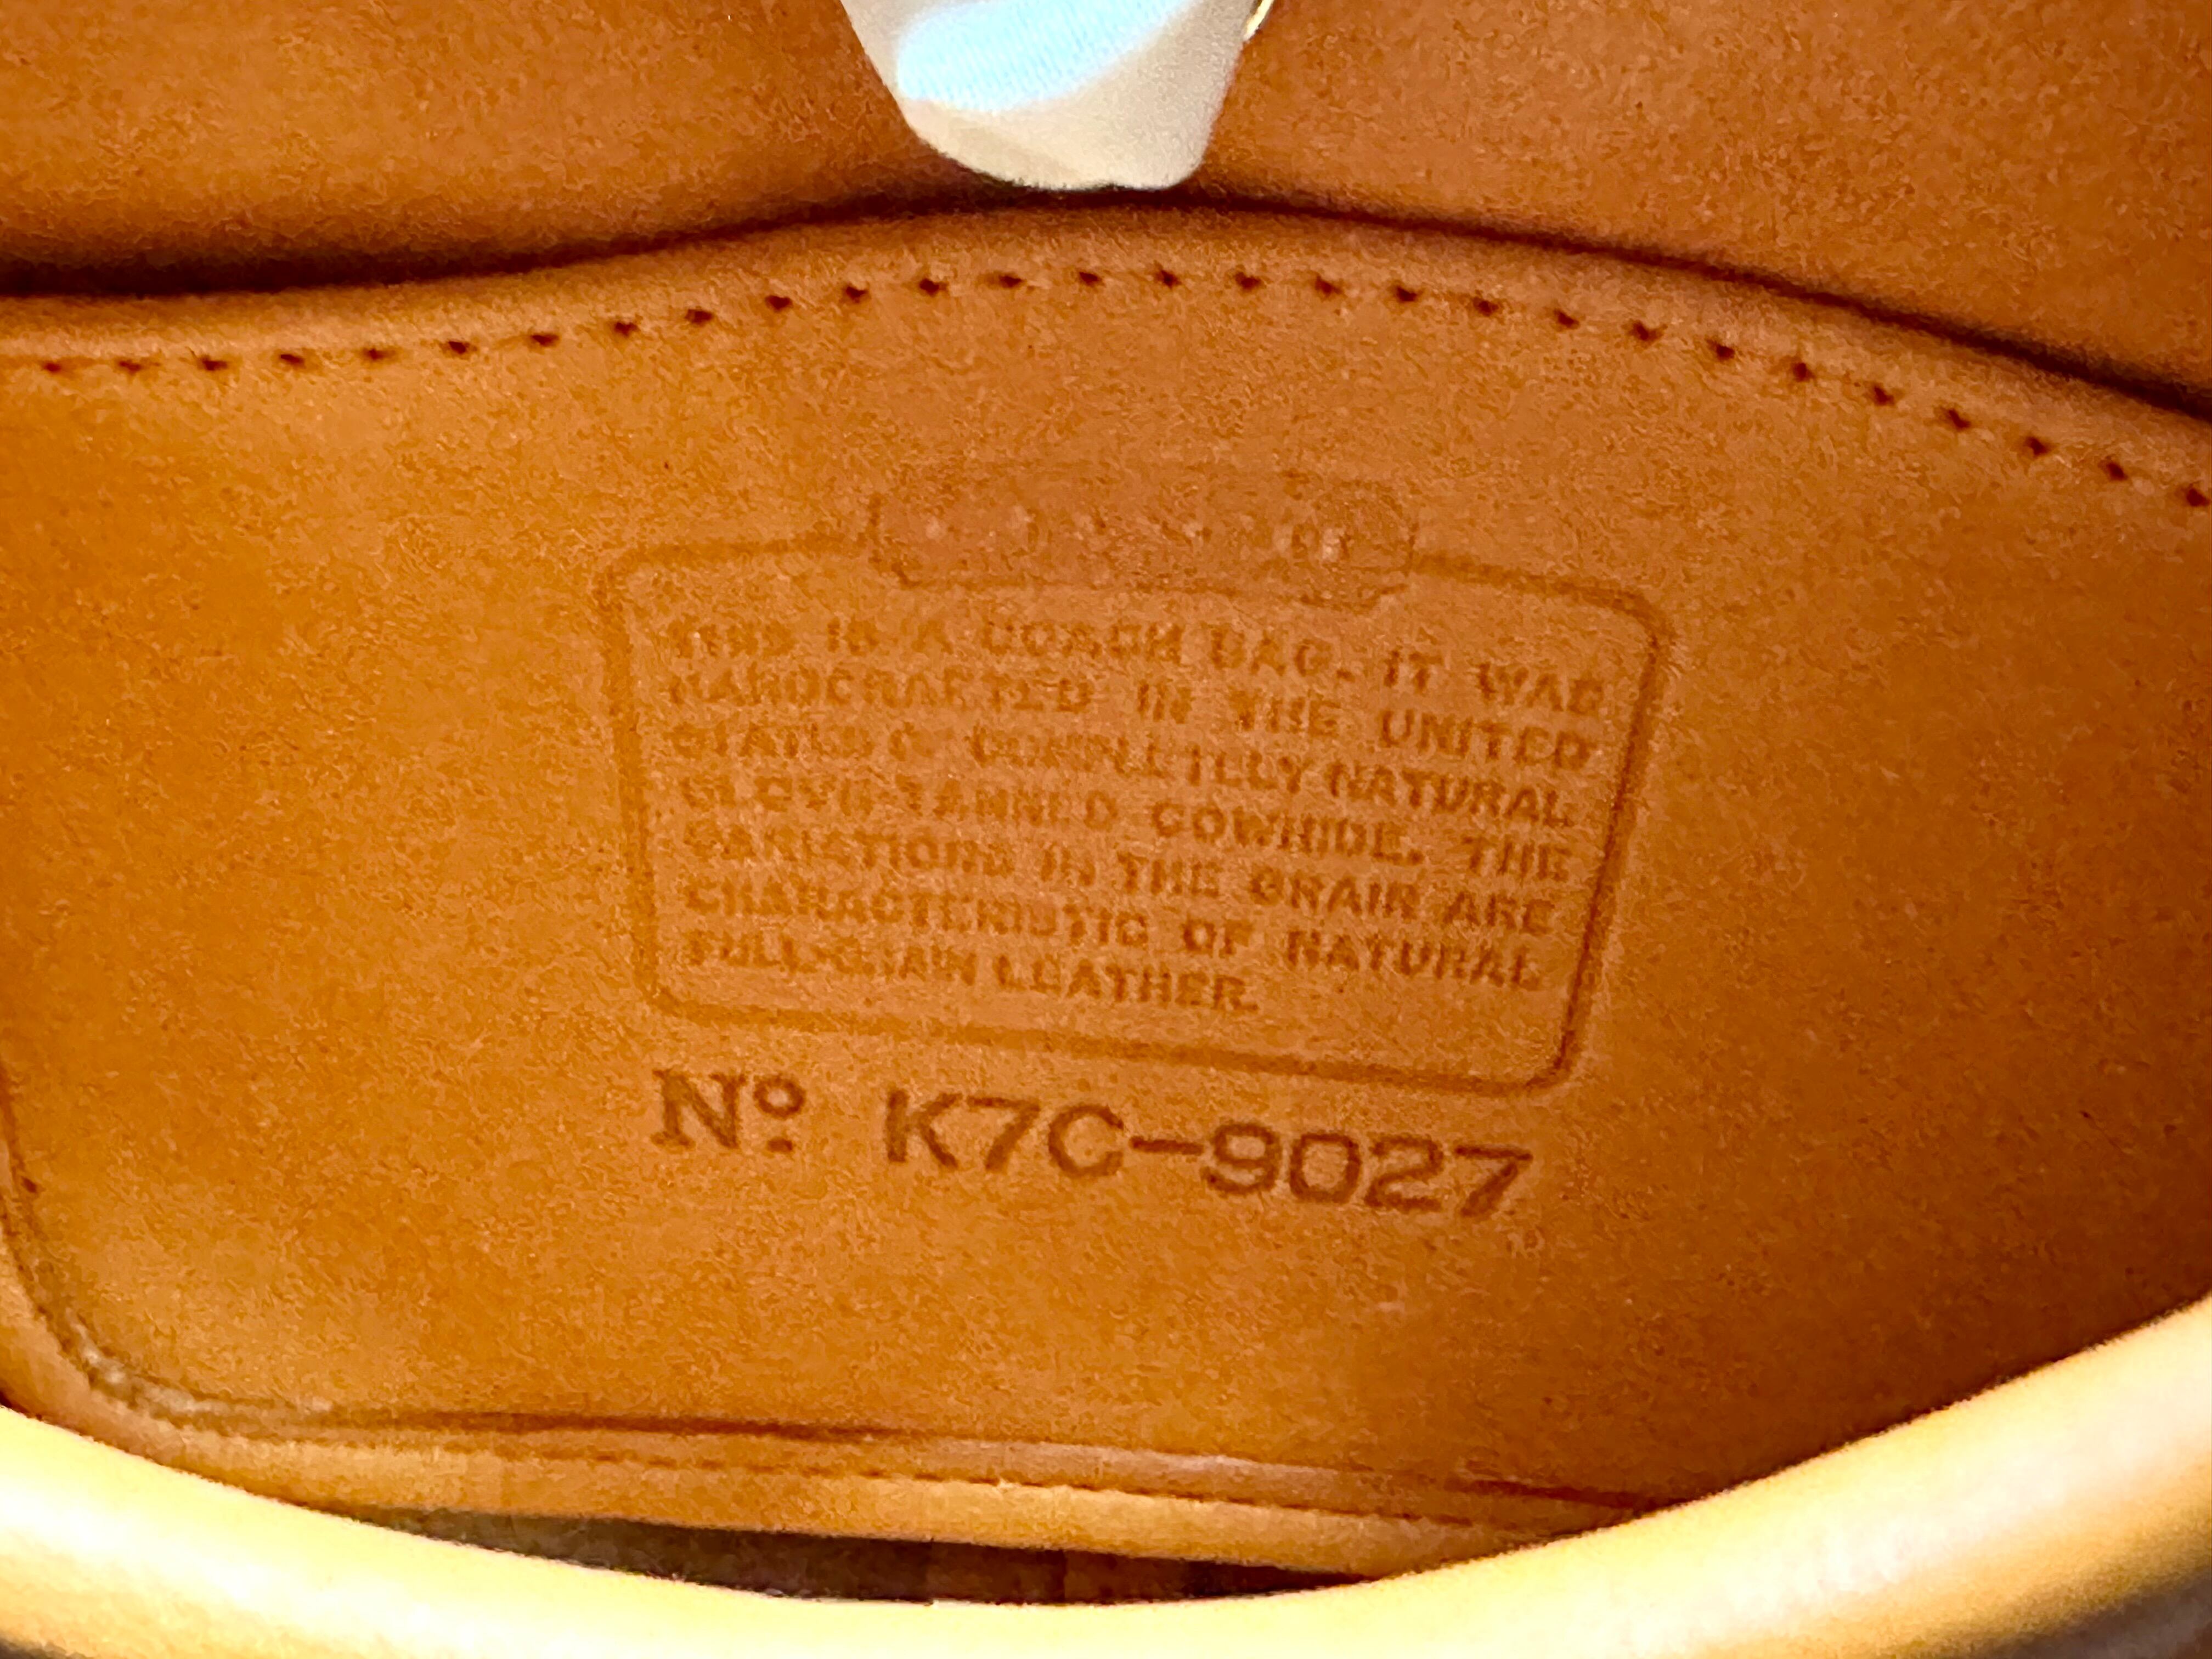 THIS IS A COACH BAG. IT WAS
HANDCRAFTED IN THE UNITED
STATES OF COMPLETELY NATURAL
GLOVE-TANNED COWHIDE. THE
VARIATIONS IN THE GRAIN ARE
CHARACTERISTIC OF NATURAL
FULL-GRAIN LEATHER.
Nº K7C-9027